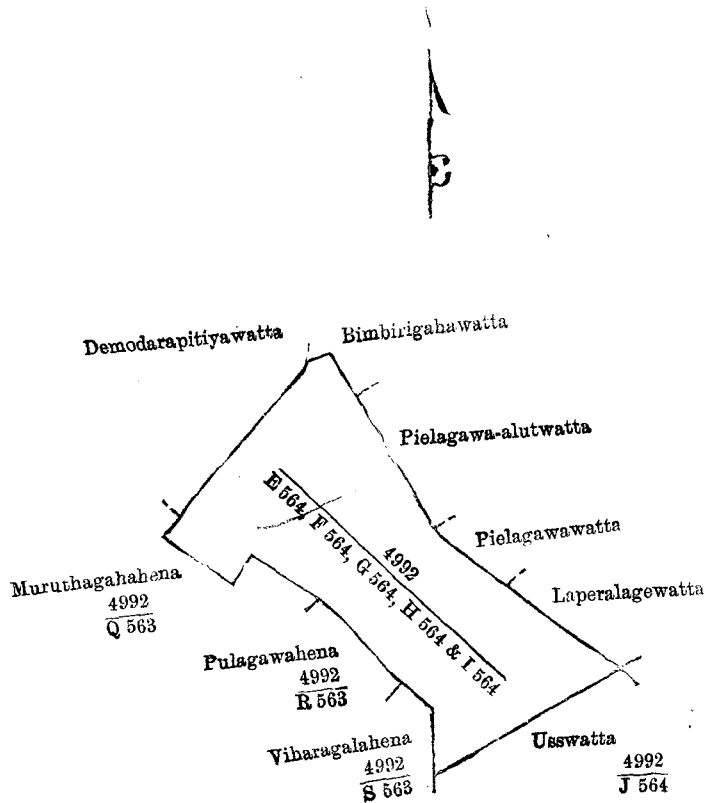 Demodarapitiyawatta
Bimbirigahawatta
Pielagawa-alutwatta
4992
E 564, F 564, G 564, H 564 & I 564
Pielagawawatta
Laperalagewatta
Muruthagahahena
4992
Q 563
Pulagawahena
4992
R 563
Viharagalahena
4992
S 563
Usswatta
4992
J 564